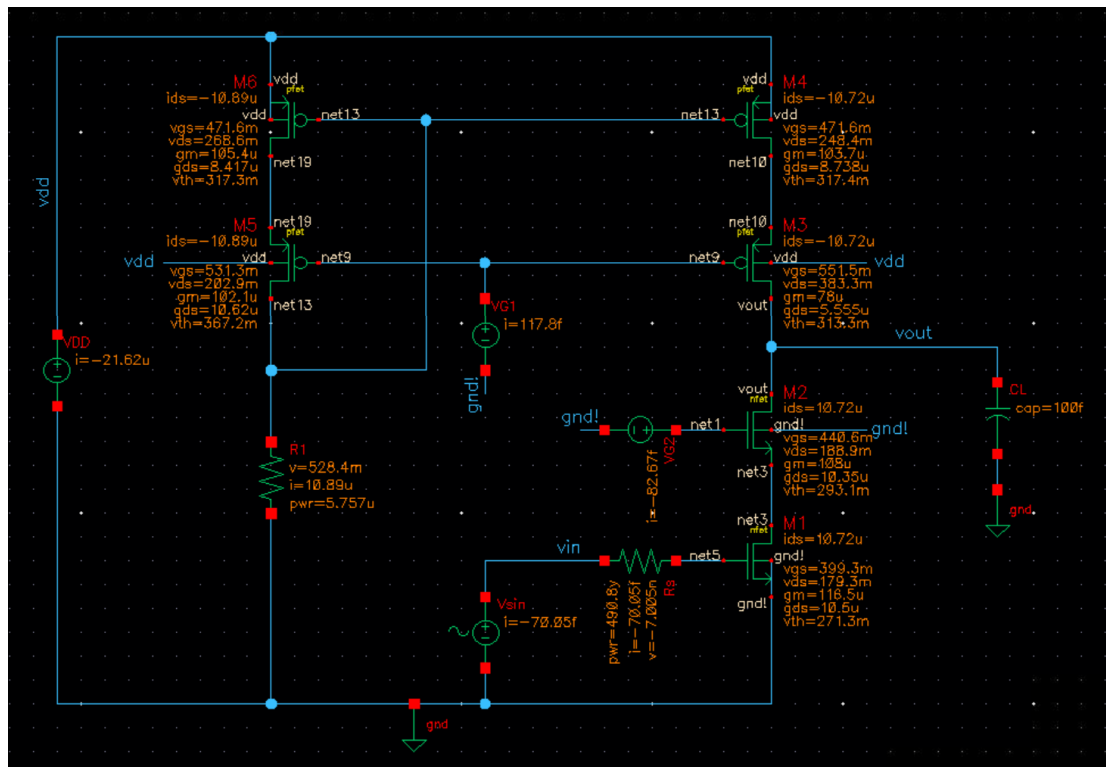 vdd
M6
vdd
pfet
ids=-10.89u
vdd
net13
vgs=471.6m
vds=268.6m
gm=105.4u
gds=8.417u
vth=317.3m
net19
vdd
M4
pfet
ids=-10.72u
net13
vdd
vgs=471.6m
vds=248.4m
gm=103.7u
gds=8.738u
vth=317.4m
net10
net19
M5
pfet
ids=-10.89u
vdd
vdd
net9
vgs=531.3m
vds=202.9m
gm=102.1u
gds=10.62u
vth=367.2m
net13
net10
M3
pfet
ids=-10.72u
net9
vdd
vdd
vgs=551.5m
vds=383.3m
gm=78u
gds=5.555u
vth=313.3m
vout
VG1
i=117.8f
gnd!
VDD
i=-21.62u
vout
vout
M2
nfet
ids=10.72u
gnd!
gnd!
net1
gnd!
VG2
i=-82.67f
vgs=440.6m
vds=188.9m
gm=108u
gds=10.35u
vth=293.1m
net3
CL
cap=100f
gnd
R1
v=528.4m
i=10.89u
pwr=5.757u
net3
M1
nfet
ids=10.72u
gnd!
vgs=399.3m
vds=179.3m
gm=116.5u
gds=10.5u
vth=271.3m
gnd!
vin
net5
Rs
pwr=490.8y
i=-70.05f
v=-7.005n
Vsin
i=-70.05f
gnd